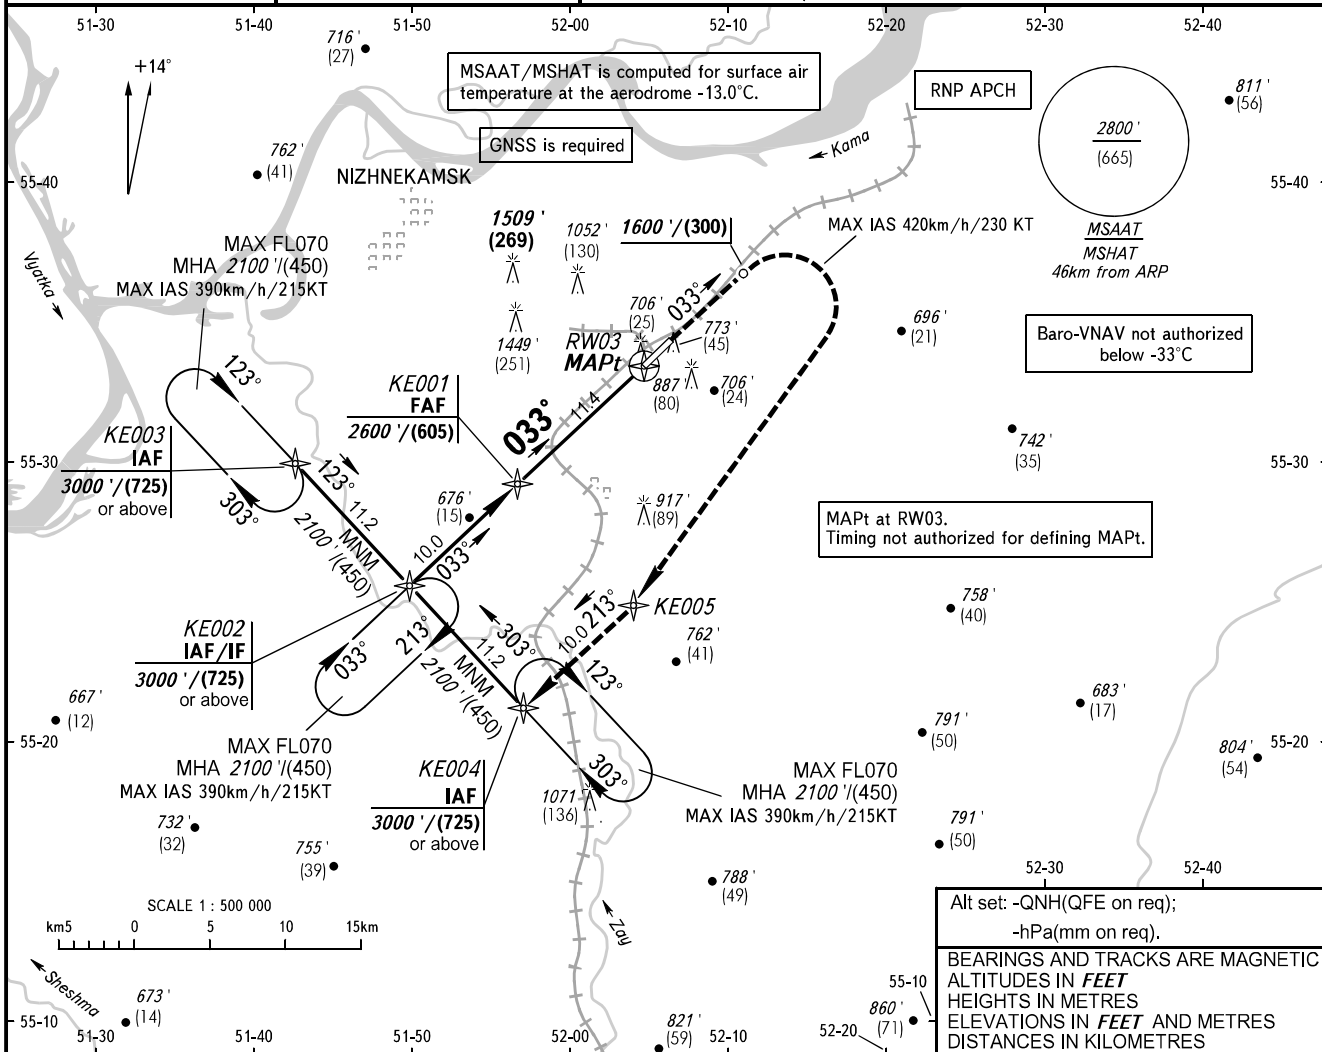 51-30
51-40
51-50
52-00
52-10
52-20
52-30
52-40
716'
(27)
+14°
MSAAT/MSHAT is computed for surface air
temperature at the aerodrome -13.0°C.
RNP APCH
811'
(56)
2800'
(665)
GNSS is required
Kama
762'
(41)
NIZHNEKAMSK
55-40
55-40
1509'
(269)
1052'
(130)
1600'/(300)
MAX IAS 420km/h/230 KT
MSAAT
MSHAT
46km from ARP
MAX FL070
MHA 2100'/(450)
MAX IAS 390km/h/215KT
Vyatka
706'
(25)
033°
773'
(45)
696'
(21)
Baro-VNAV not authorized
below -33°C
1449'
(251)
RW03
MAPt
887'
(80)
706'
(24)
123°
KE001
FAF
2600'/(605)
033°
11.4
KE003
IAF
3000'/(725)
or above
742'
(35)
55-30
55-30
123°
11.2
303°
MNM
2100'/(450)
676'
(15)
917'
(89)
MAPt at RW03.
Timing not authorized for defining MAPt.
10.0
033°
KE005
758'
(40)
KE002
IAF/IF
3000'/(725)
or above
213°
033°
303°
11.2
MNM
2100'/(450)
213°
10.0
123°
762'
(41)
667'
(12)
683'
(17)
791'
(50)
55-20
55-20
804'
(54)
MAX FL070
MHA 2100'/(450)
MAX IAS 390km/h/215KT
KE004
IAF
3000'/(725)
or above
303°
1071'
(136)
MAX FL070
MHA 2100'/(450)
MAX IAS 390km/h/215KT
732'
(32)
755'
(39)
791'
(50)
788'
(49)
52-30
52-40
SCALE 1 : 500 000
km5
0
5
10
15km
Zay
Alt set: -QNH(QFE on req);
-hPa(mm on req).
BEARINGS AND TRACKS ARE MAGNETIC
ALTITUDES IN FEET
HEIGHTS IN METRES
ELEVATIONS IN FEET AND METRES
DISTANCES IN KILOMETRES
Sheshma
673'
(14)
55-10
55-10
860'
(71)
821'
(59)
51-30
51-40
51-50
52-00
52-10
52-20